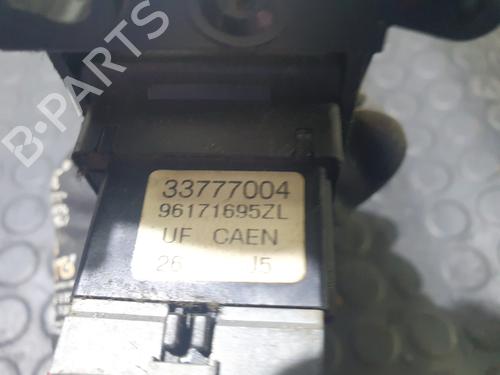 B-PARTS
33777004
96171695ZL
UF CAEN
26 J5